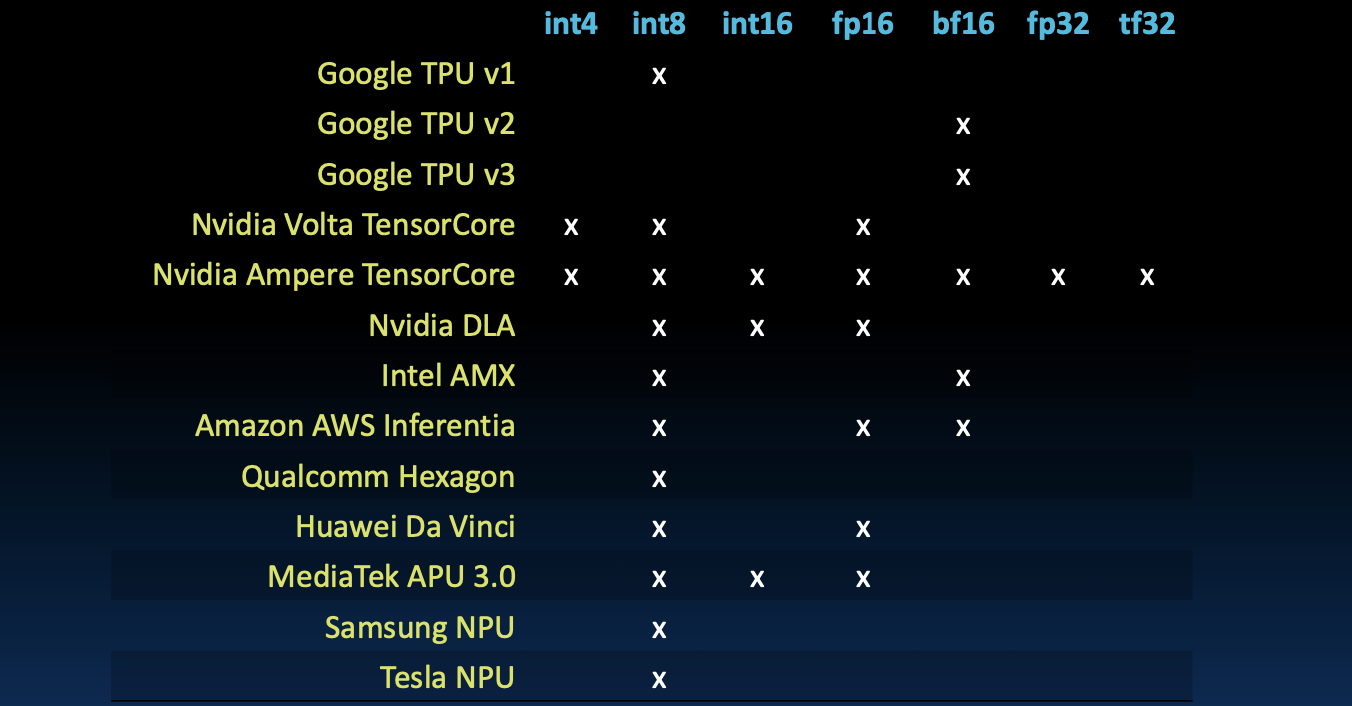 int4 int8 int16 fp16 bf16 fp32 tf32
Google TPU v1 x
Google TPU v2 x
Google TPU v3 x
Nvidia Volta TensorCore x x x
Nvidia Ampere TensorCore x x x x x x x
Nvidia DLA x x x
Intel AMX x x
Amazon AWS Inferentia x x x
Qualcomm Hexagon x
Huawei Da Vinci x x
MediaTek APU 3.0 x x x
Samsung NPU x
Tesla NPU x